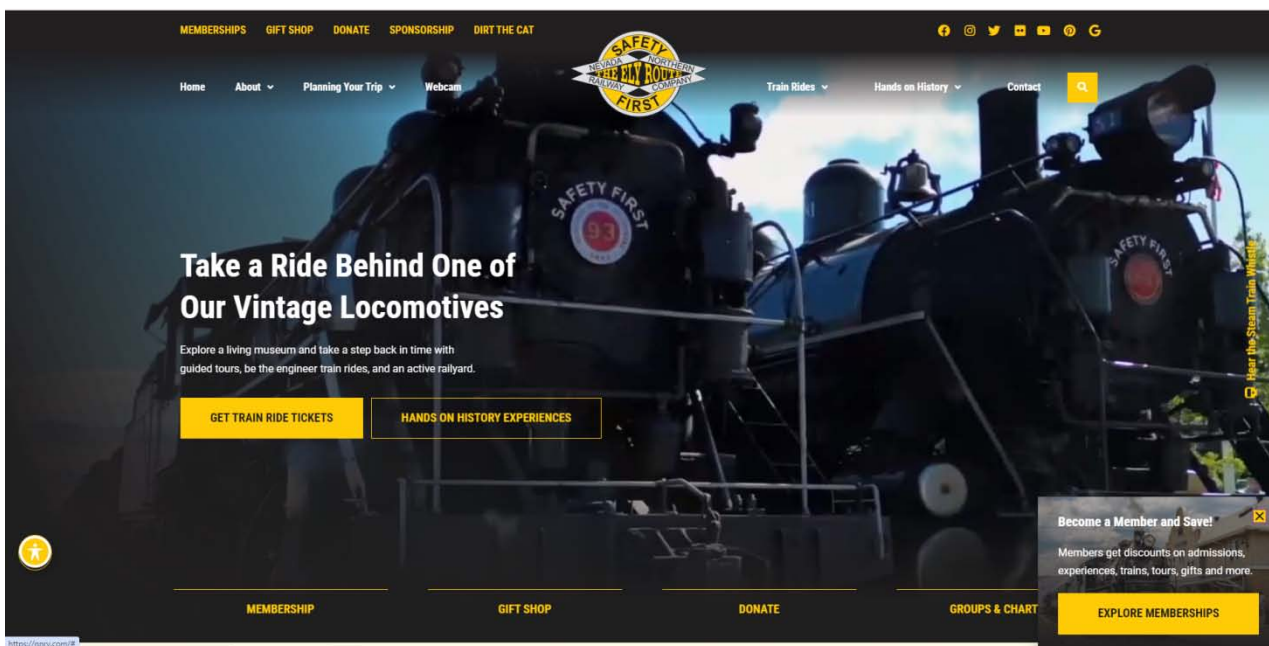 MEMBERSHIPS GIFT SHOP DONATE SPONSORSHIP DIRT THE CAT
SAFETY
NEVADA NORTHERN
THE ELY ROUTE
RAILWAY COMPANY
FIRST
Home About Planning Your Trip Webcam
Train Rides Hands on History Contact
SAFETY FIRST
93
SAFETY FIRST
Take a Ride Behind One of
Our Vintage Locomotives
Explore a living museum and take a step back in time with
guided tours, be the engineer train rides, and an active railyard.
GET TRAIN RIDE TICKETS
HANDS ON HISTORY EXPERIENCES
Hear the Steam Train Whistle
Become a Member and Save!
Members get discounts on admissions,
experiences, trains, tours, gifts and more.
EXPLORE MEMBERSHIPS
MEMBERSHIP
GIFT SHOP
DONATE
GROUPS & CHART
https://nnry.com/#